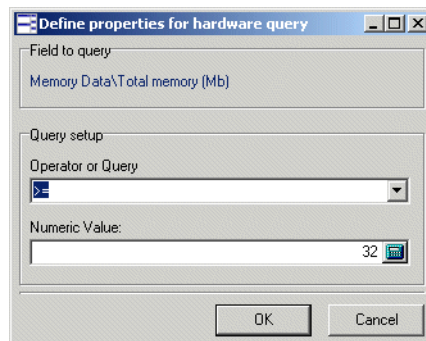 Define properties for hardware query
Field to query
Memory Data\Total memory (Mb)
Query setup
Operator or Query
>=
Numeric Value:
32
OK Cancel